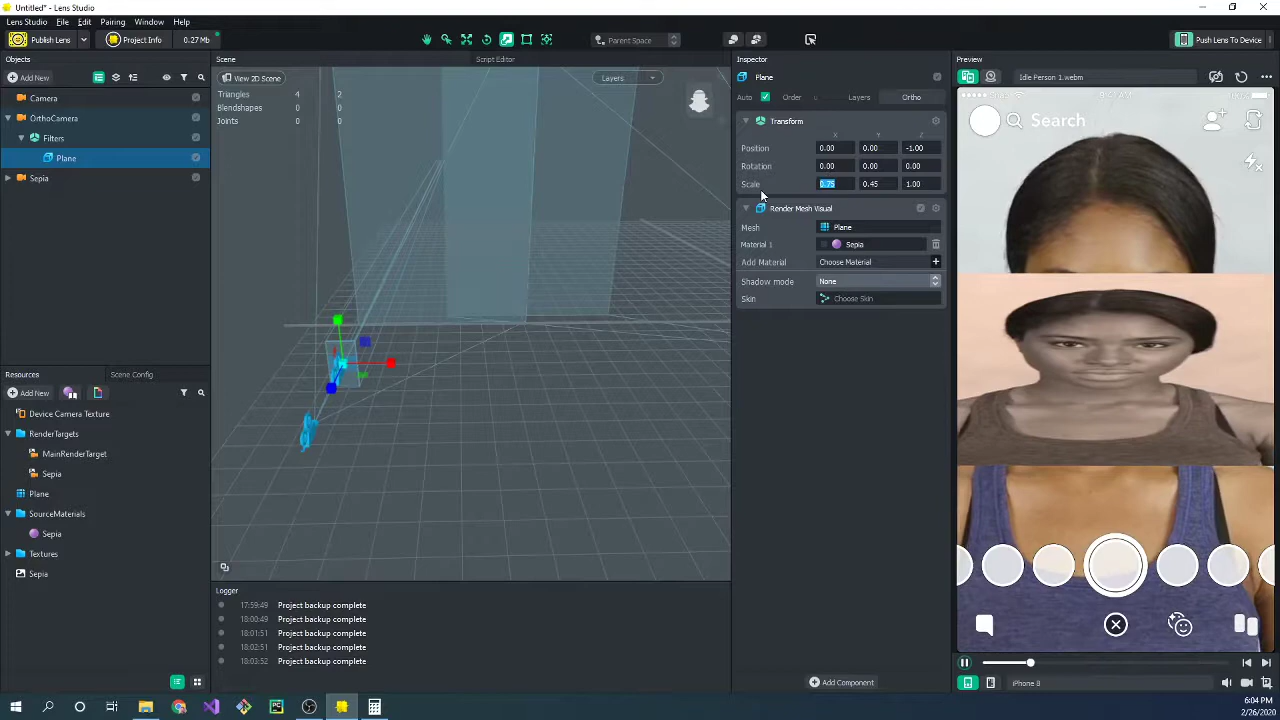 Untitled* - Lens Studio
Lens Studio File Edit Pairing Window Help
Publish Lens Project Info 0.27 Mb Parent Space Push Lens To Device
Objects
Add New
Camera
OrthoCamera
Filters
Plane
Sepia
Resources Scene Config
Add New
Device Camera Texture
RenderTargets
MainRenderTarget
Sepia
Plane
SourceMaterials
Sepia
Textures
Sepia
Scene Script Editor
View 2D Scene Layers
Triangles 4 2
Blendshapes 0 0
Joints 0 0
Logger
17:59:49 Project backup complete
18:00:49 Project backup complete
18:01:51 Project backup complete
18:02:51 Project backup complete
18:03:52 Project backup complete
Inspector
Plane
Auto Order Layers Ortho
Transform
X Y Z
Position 0.00 0.00 -1.00
Rotation 0.00 0.00 0.00
Scale 0.75 0.45 1.00
Render Mesh Visual
Mesh Plane
Material 1 Sepia
Add Material Choose Material +
Shadow mode None
Skin Choose Skin
Add Component
Preview
Idle Person 1.webm
Search
iPhone 8
6:04 PM
2/26/2020